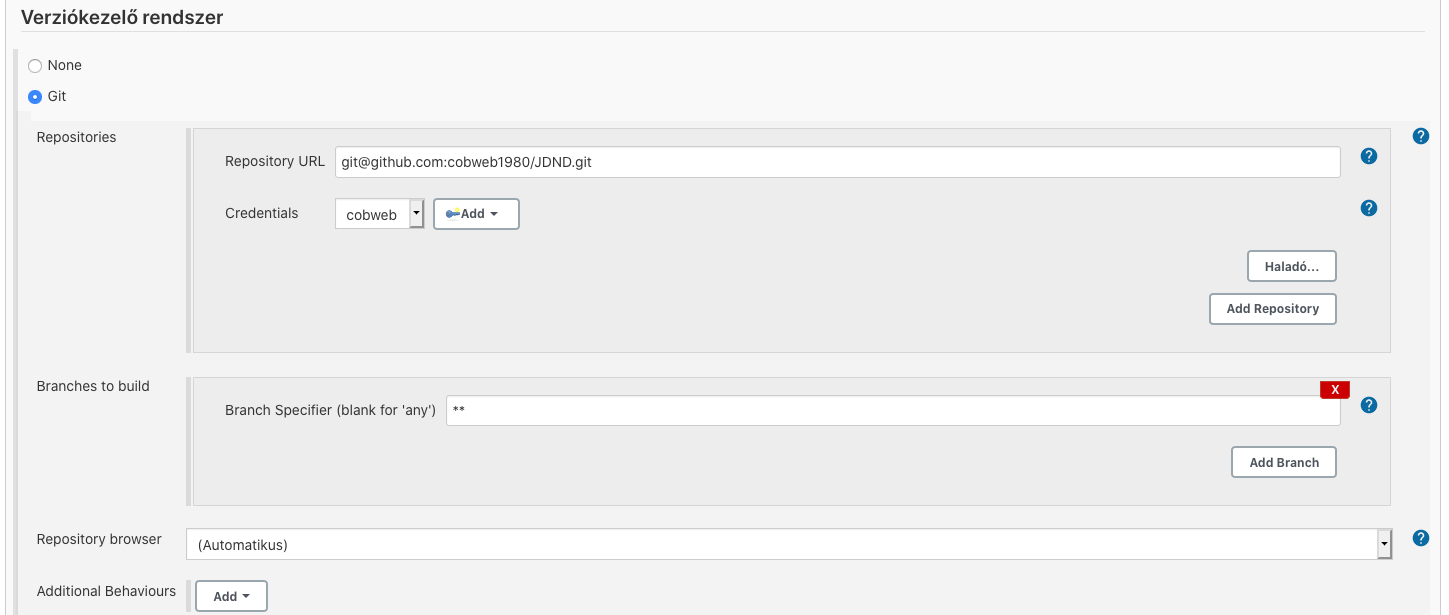 Verziókezelő rendszer
None
Git
Repositories
?
Repository URL git@github.com:cobweb1980/JDND.git ?
Credentials cobweb Add ?
Haladó...
Add Repository
Branches to build
X
Branch Specifier (blank for 'any') ** ?
Add Branch
Repository browser (Automatikus) ?
Additional Behaviours Add